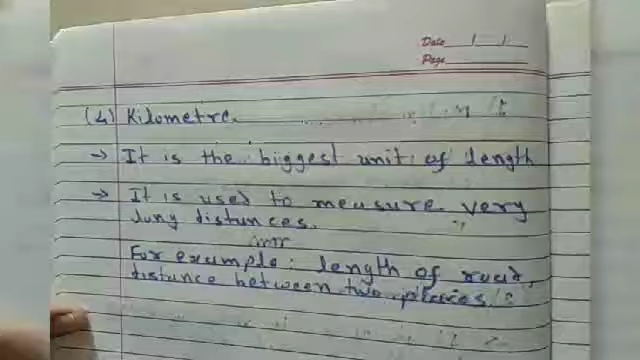 Date / /
Page
(4) Kilometre.
→ It is the biggest unit of length
→ It is used to measure very
long distances.
For example: length of road,
distance between two places.